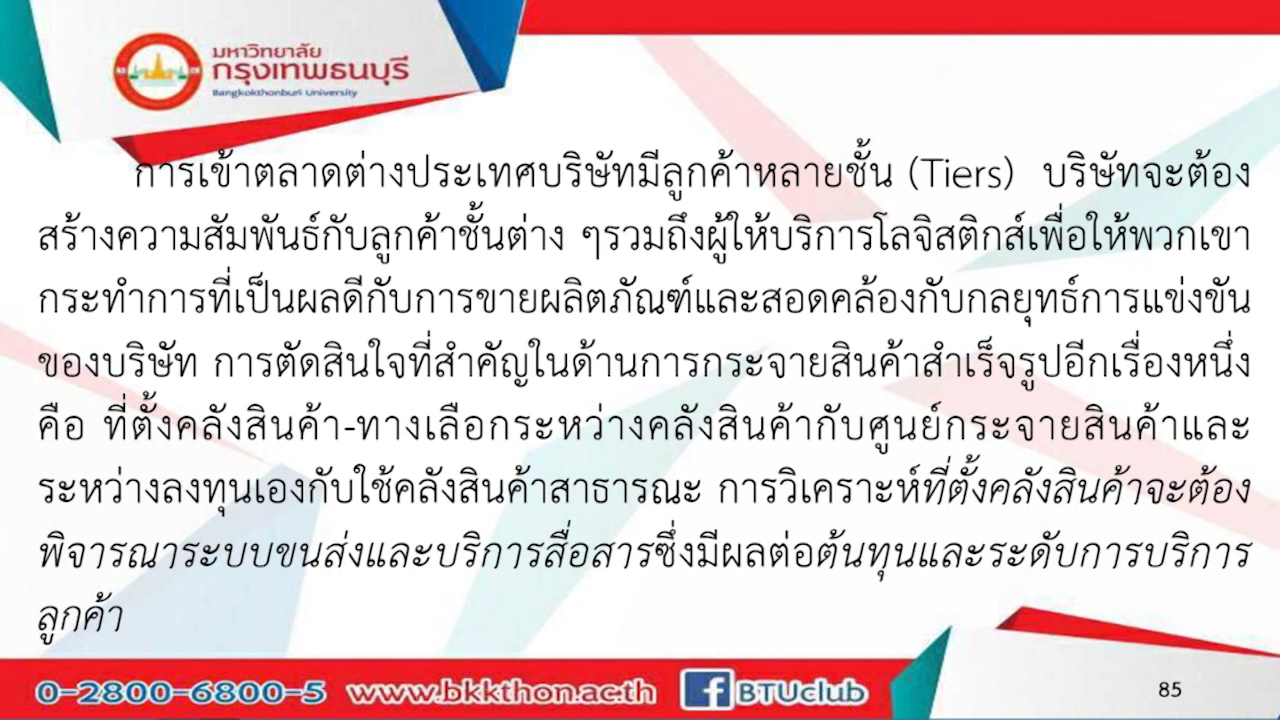 มหาวิทยาลัย
กรุงเทพธนบุรี
Bangkokthonburi University
การเข้าตลาดต่างประเทศบริษัทมีลูกค้าหลายชั้น (Tiers) บริษัทจะต้อง
สร้างความสัมพันธ์กับลูกค้าชั้นต่าง ๆรวมถึงผู้ให้บริการโลจิสติกส์เพื่อให้พวกเขา
กระทำการที่เป็นผลดีกับการขายผลิตภัณฑ์และสอดคล้องกับกลยุทธ์การแข่งขัน
ของบริษัท การตัดสินใจที่สำคัญในด้านการกระจายสินค้าสำเร็จรูปอีกเรื่องหนึ่ง
คือ ที่ตั้งคลังสินค้า-ทางเลือกระหว่างคลังสินค้ากับศูนย์กระจายสินค้าและ
ระหว่างลงทุนเองกับใช้คลังสินค้าสาธารณะ การวิเคราะห์ที่ตั้งคลังสินค้าจะต้อง
พิจารณาระบบขนส่งและบริการสื่อสารซึ่งมีผลต่อต้นทุนและระดับการบริการ
ลูกค้า
0-2800-6800-5 www.bkkthon.ac.th f BTUclub
85